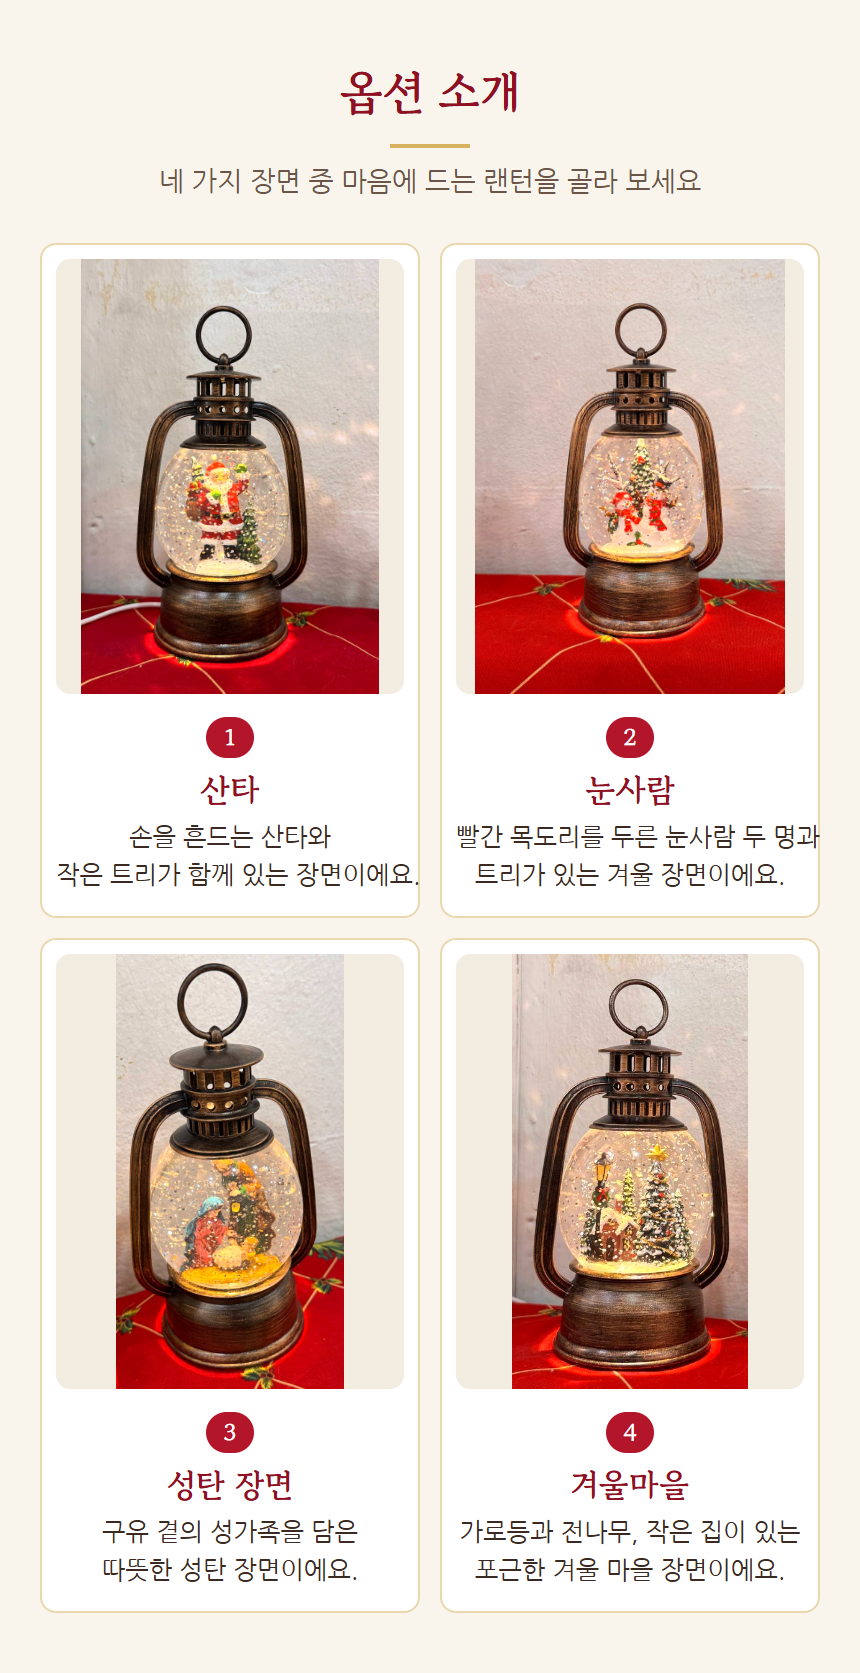 옵션 소개
네 가지 장면 중 마음에 드는 랜턴을 골라 보세요
1
산타
손을 흔드는 산타와
작은 트리가 함께 있는 장면이에요.
2
눈사람
빨간 목도리를 두른 눈사람 두 명과
트리가 있는 겨울 장면이에요.
3
성탄 장면
구유 곁의 성가족을 담은
따뜻한 성탄 장면이에요.
4
겨울마을
가로등과 전나무, 작은 집이 있는
포근한 겨울 마을 장면이에요.